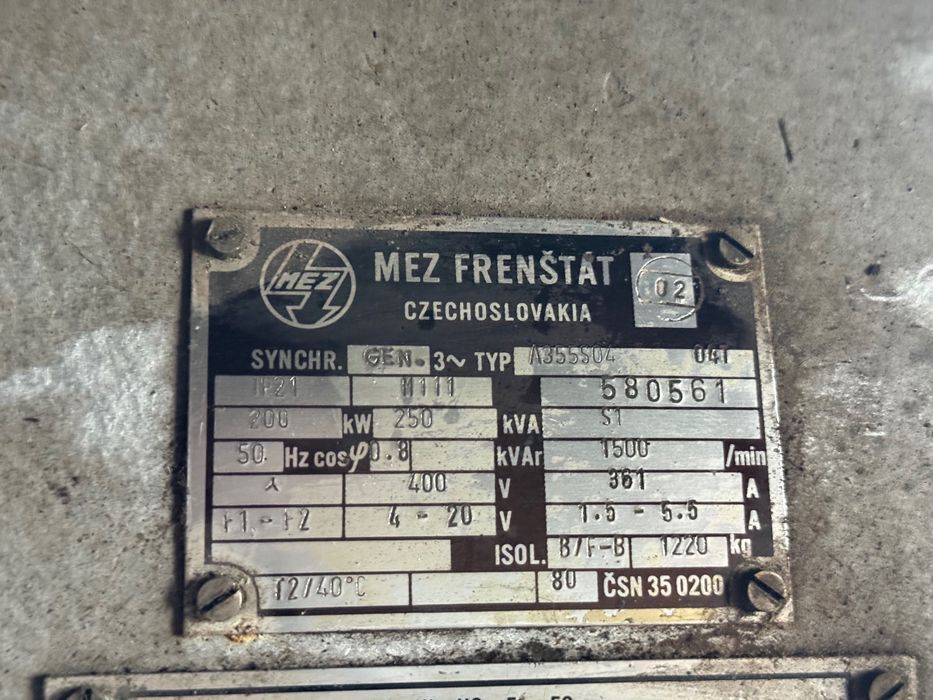 MEZ
MEZ FRENŠTÁT
02
CZECHOSLOVAKIA
SYNCHR. GEN. 3~ TYP A355S04 04T
IP21 M111 580561
200 kW 250 kVA S1
50 Hz cosφ 0.8 kVAr 1500 /min
400 V 361 A
F1 - F2 4 - 20 V 1.5 - 5.5 A
ISOL. B/F-B 1220 kg
T2/40°C 80 ČSN 35 0200